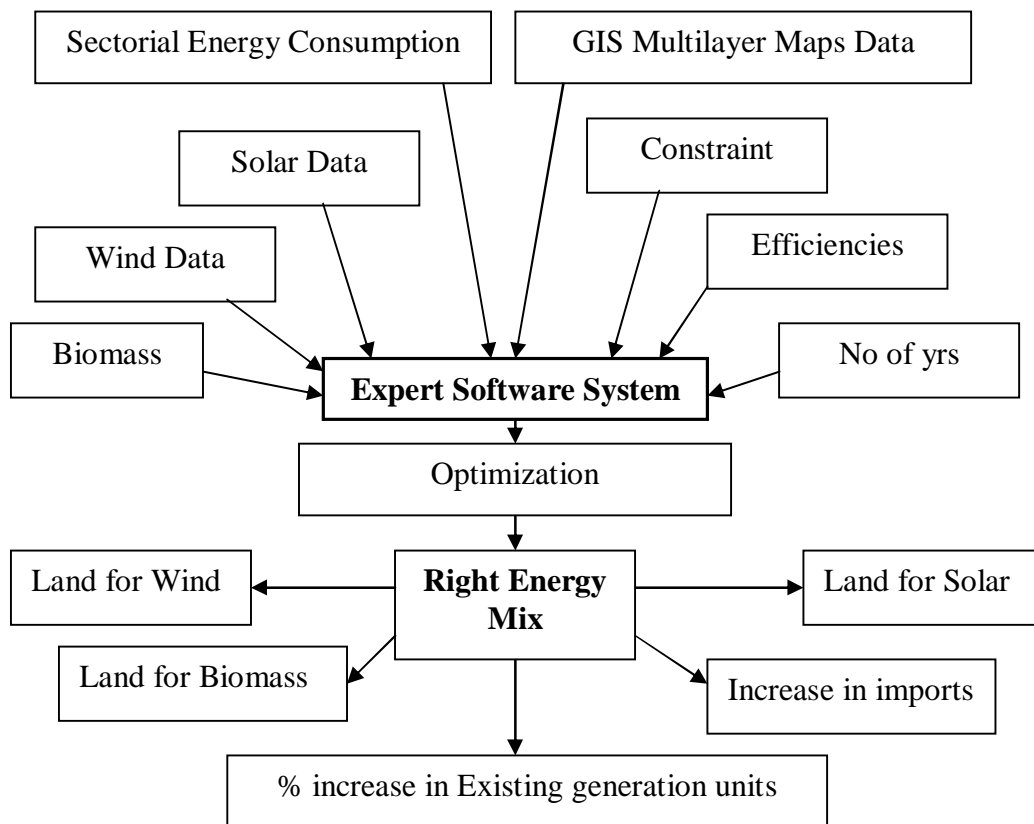 Sectorial Energy Consumption
GIS Multilayer Maps Data
Solar Data
Constraint
Wind Data
Efficiencies
Biomass
No of yrs
Expert Software System
Optimization
Land for Wind
Right Energy
Mix
Land for Solar
Land for Biomass
Increase in imports
% increase in Existing generation units